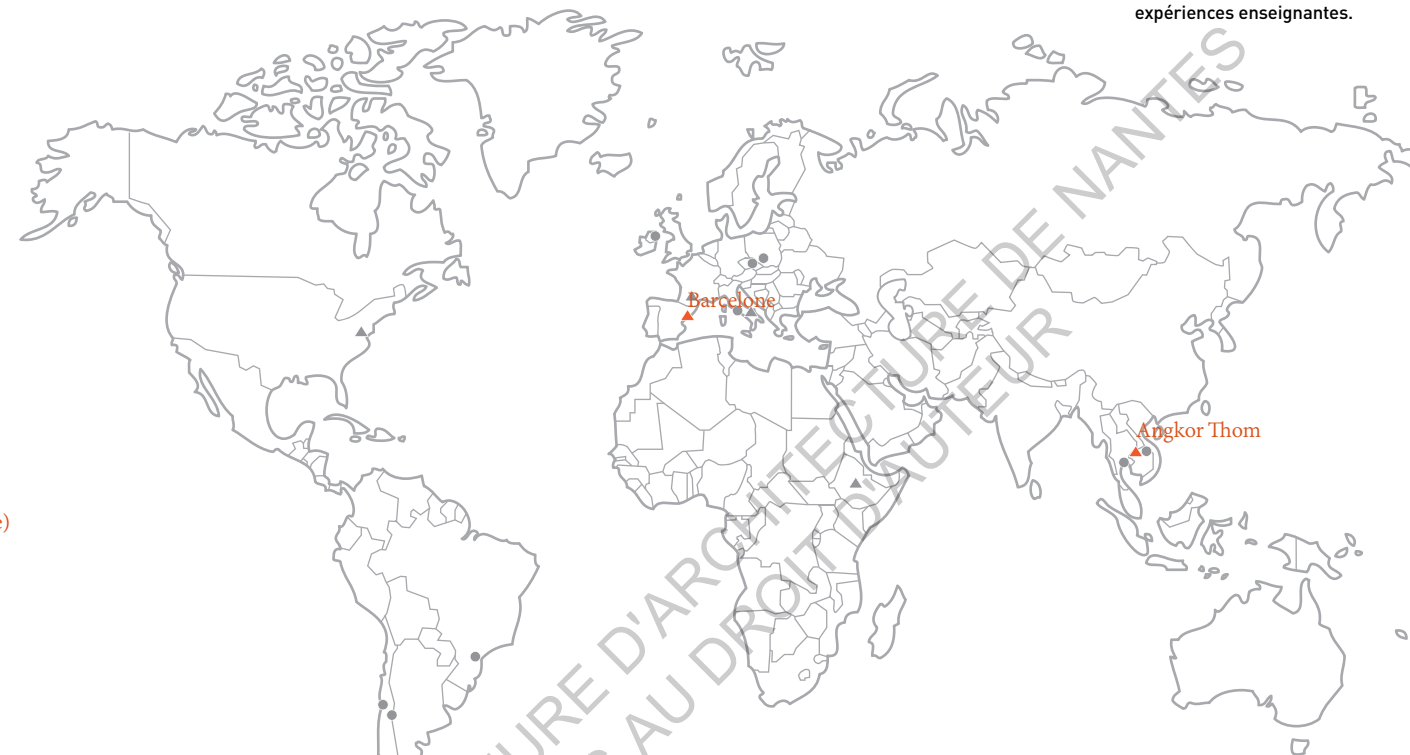 expériences enseignantes.
Barcelone
Angkor Thom
e)
URE D'ARCHITECTURE DE NANTES
AU DROIT D'AUTEUR